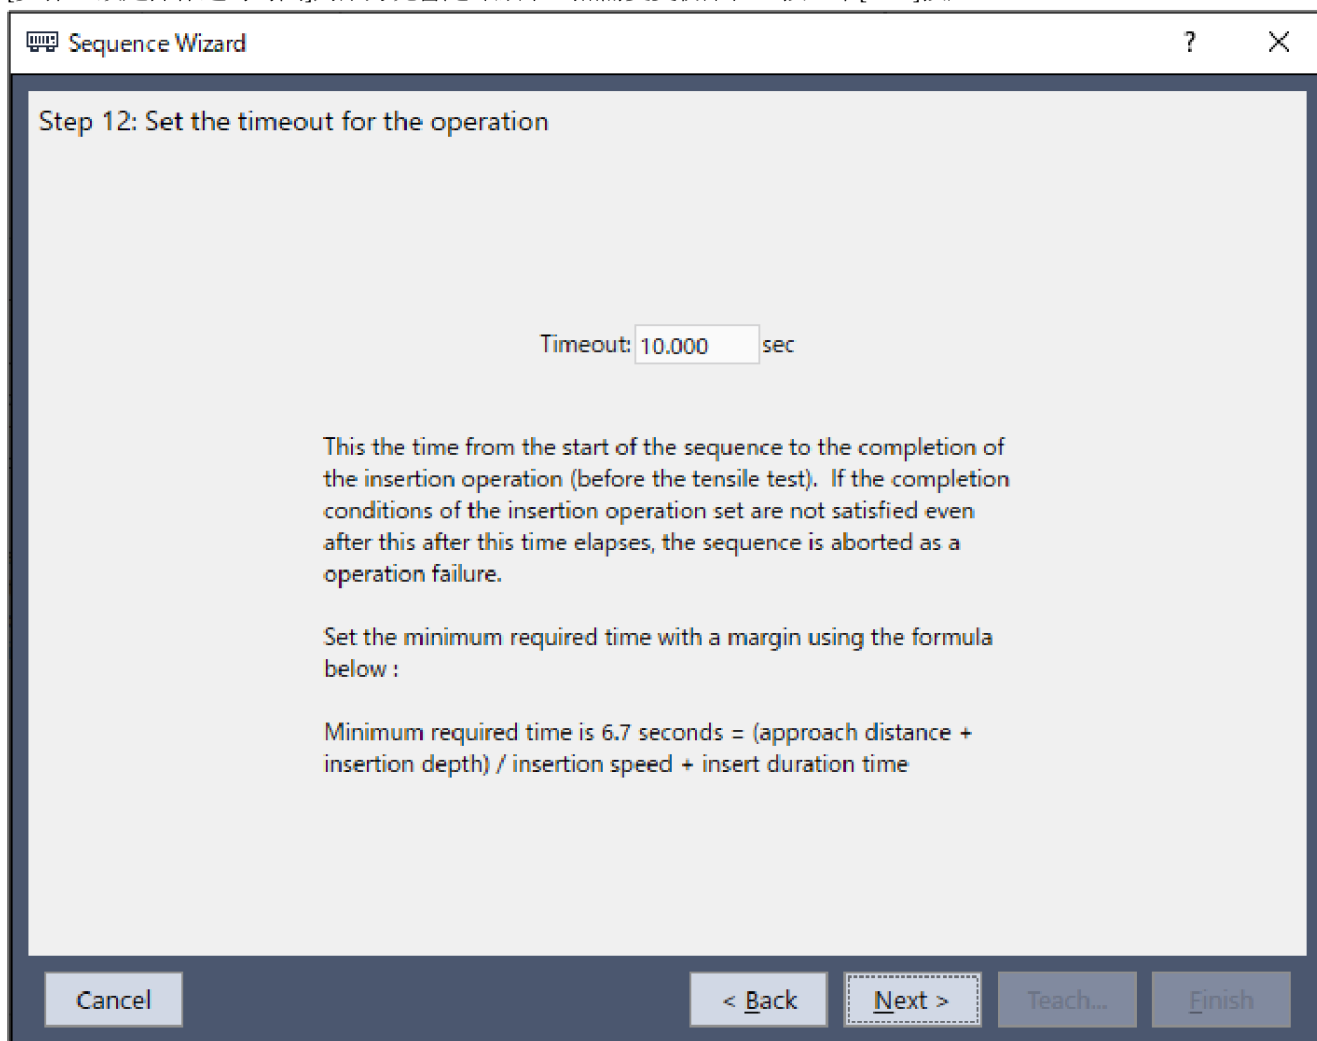 Sequence Wizard
?
Step 12: Set the timeout for the operation
Timeout: 10.000 sec
This the time from the start of the sequence to the completion of
the insertion operation (before the tensile test).  If the completion
conditions of the insertion operation set are not satisfied even
after this after this time elapses, the sequence is aborted as a
operation failure.
Set the minimum required time with a margin using the formula
below :
Minimum required time is 6.7 seconds = (approach distance +
insertion depth) / insertion speed + insert duration time
Cancel
< Back
Next >
Teach...
Finish